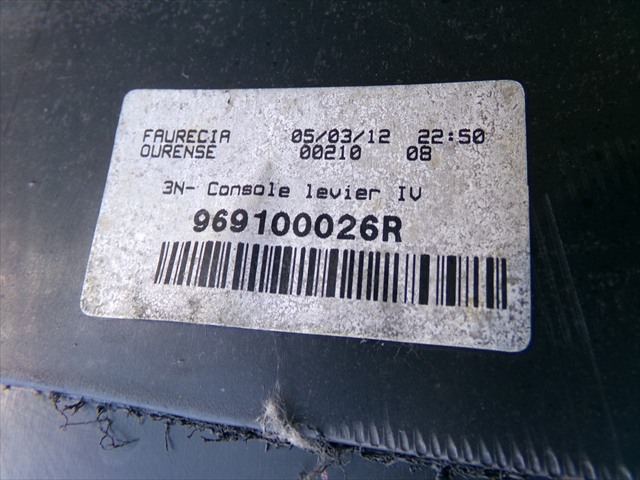 FAURECIA 05/03/12 22:50
OURENSE 00210 08
3N- Console levier IV
969100026R